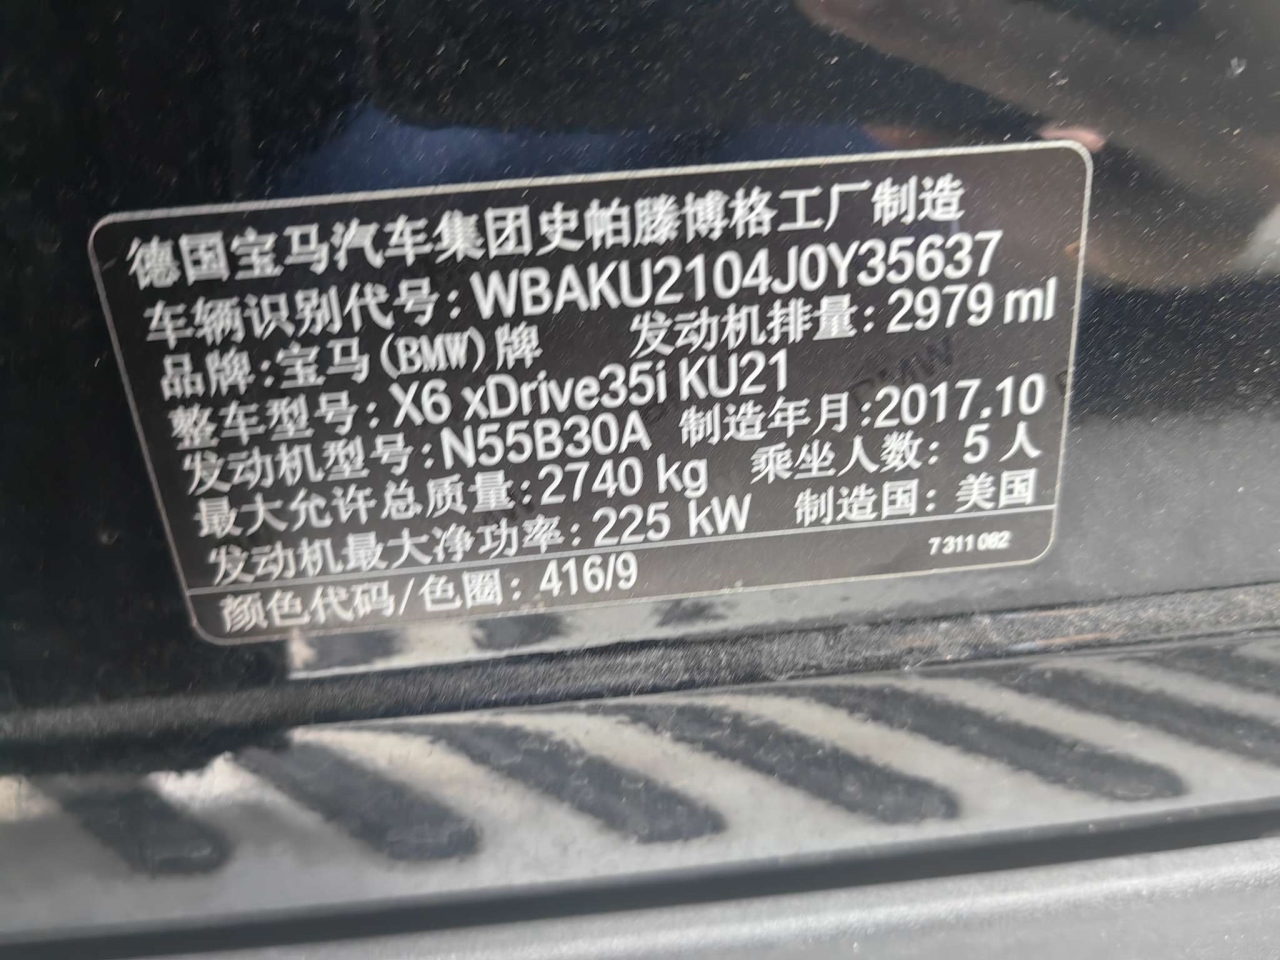 德国宝马汽车集团史帕滕博格工厂制造
车辆识别代号: WBAKU2104J0Y35637
品牌:宝马(BMW)牌 发动机排量: 2979 ml
整车型号: X6 xDrive35i KU21
发动机型号: N55B30A 制造年月:2017.10
最大允许总质量: 2740 kg 乘坐人数: 5人
发动机最大净功率: 225 kW 制造国: 美国
7 311 062
颜色代码/色圈: 416/9